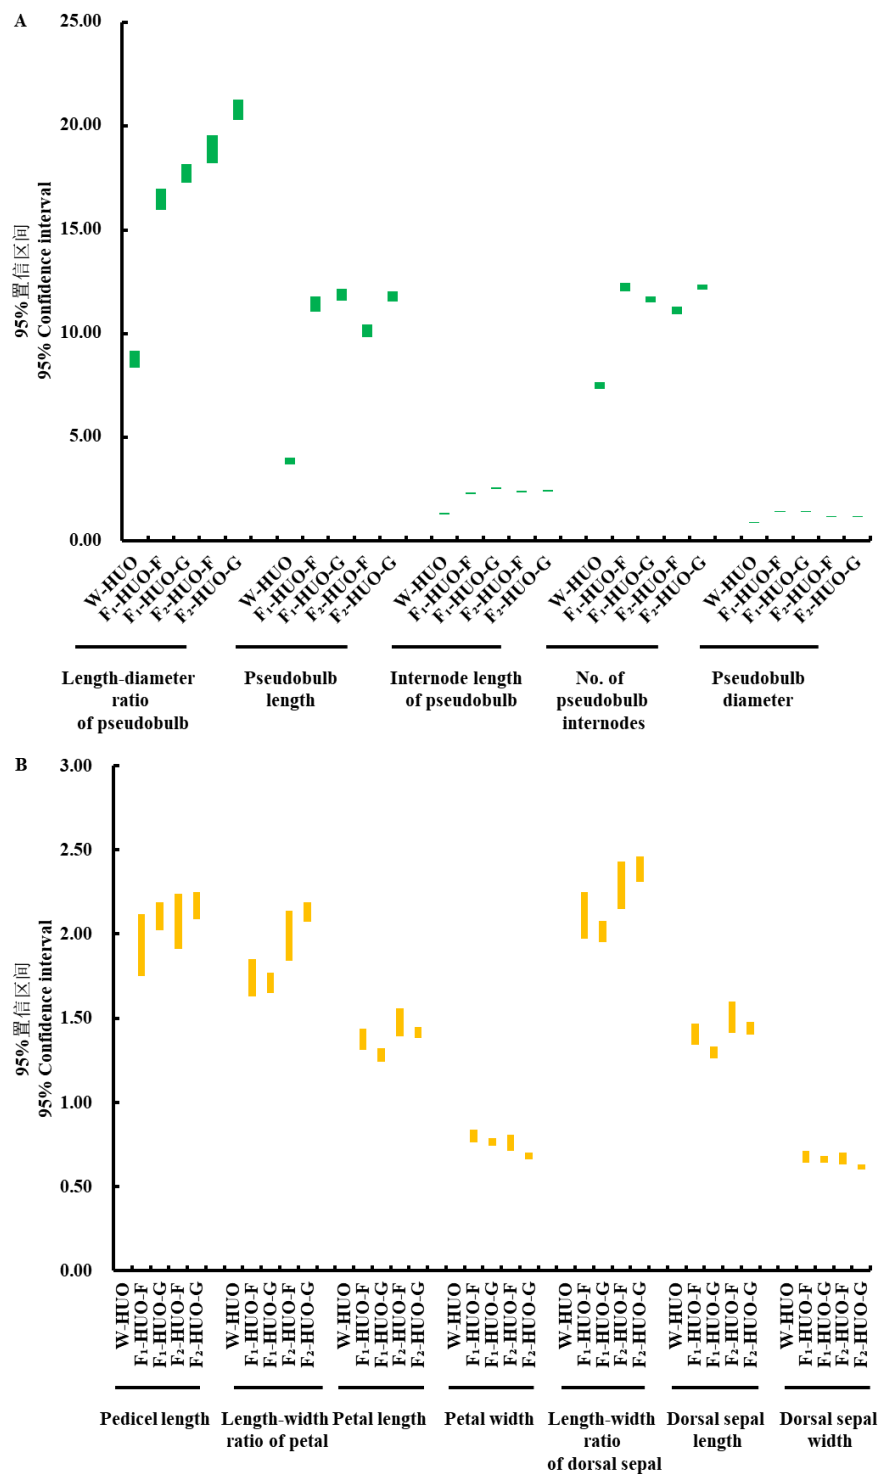 A
25.00
20.00
15.00
10.00
5.00
0.00
95%置信区间
95% Confidence interval
W-HUO
F₁-HUO-F
F₁-HUO-G
F₂-HUO-F
F₂-HUO-G
W-HUO
F₁-HUO-F
F₁-HUO-G
F₂-HUO-F
F₂-HUO-G
W-HUO
F₁-HUO-F
F₁-HUO-G
F₂-HUO-F
F₂-HUO-G
W-HUO
F₁-HUO-F
F₁-HUO-G
F₂-HUO-F
F₂-HUO-G
W-HUO
F₁-HUO-F
F₁-HUO-G
F₂-HUO-F
F₂-HUO-G
Length-diameter
ratio
of pseudobulb
Pseudobulb
length
Internode length
of pseudobulb
No. of
pseudobulb
internodes
Pseudobulb
diameter
B
3.00
2.50
2.00
1.50
1.00
0.50
0.00
95%置信区间
95% Confidence interval
W-HUO
F₁-HUO-F
F₁-HUO-G
F₂-HUO-F
F₂-HUO-G
W-HUO
F₁-HUO-F
F₁-HUO-G
F₂-HUO-F
F₂-HUO-G
W-HUO
F₁-HUO-F
F₁-HUO-G
F₂-HUO-F
F₂-HUO-G
W-HUO
F₁-HUO-F
F₁-HUO-G
F₂-HUO-F
F₂-HUO-G
W-HUO
F₁-HUO-F
F₁-HUO-G
F₂-HUO-F
F₂-HUO-G
W-HUO
F₁-HUO-F
F₁-HUO-G
F₂-HUO-F
F₂-HUO-G
W-HUO
F₁-HUO-F
F₁-HUO-G
F₂-HUO-F
F₂-HUO-G
Pedicel length
Length-width
ratio of petal
Petal length
Petal width
Length-width
ratio
of dorsal sepal
Dorsal sepal
length
Dorsal sepal
width